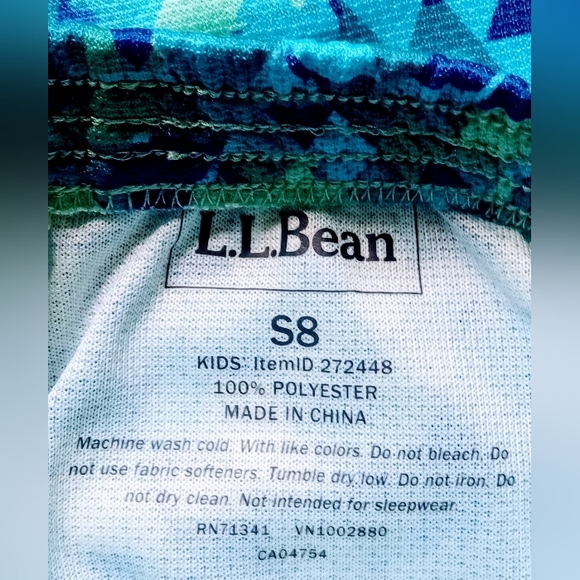 L.L.Bean
S8
KIDS' ItemID 272448
100% POLYESTER
MADE IN CHINA
Machine wash cold. With like colors. Do not bleach. Do
not use fabric softeners. Tumble dry low. Do not iron. Do
not dry clean. Not intended for sleepwear.
RN71341 VN1002880
CA04754